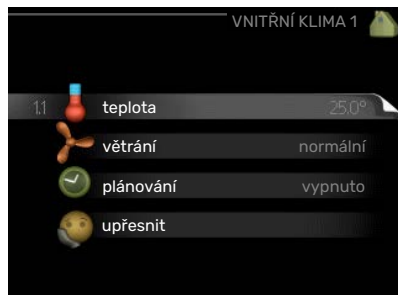 VNITŘNÍ KLIMA 1
1.1 teplota 25.0°
větrání normální
plánování vypnuto
upřesnit